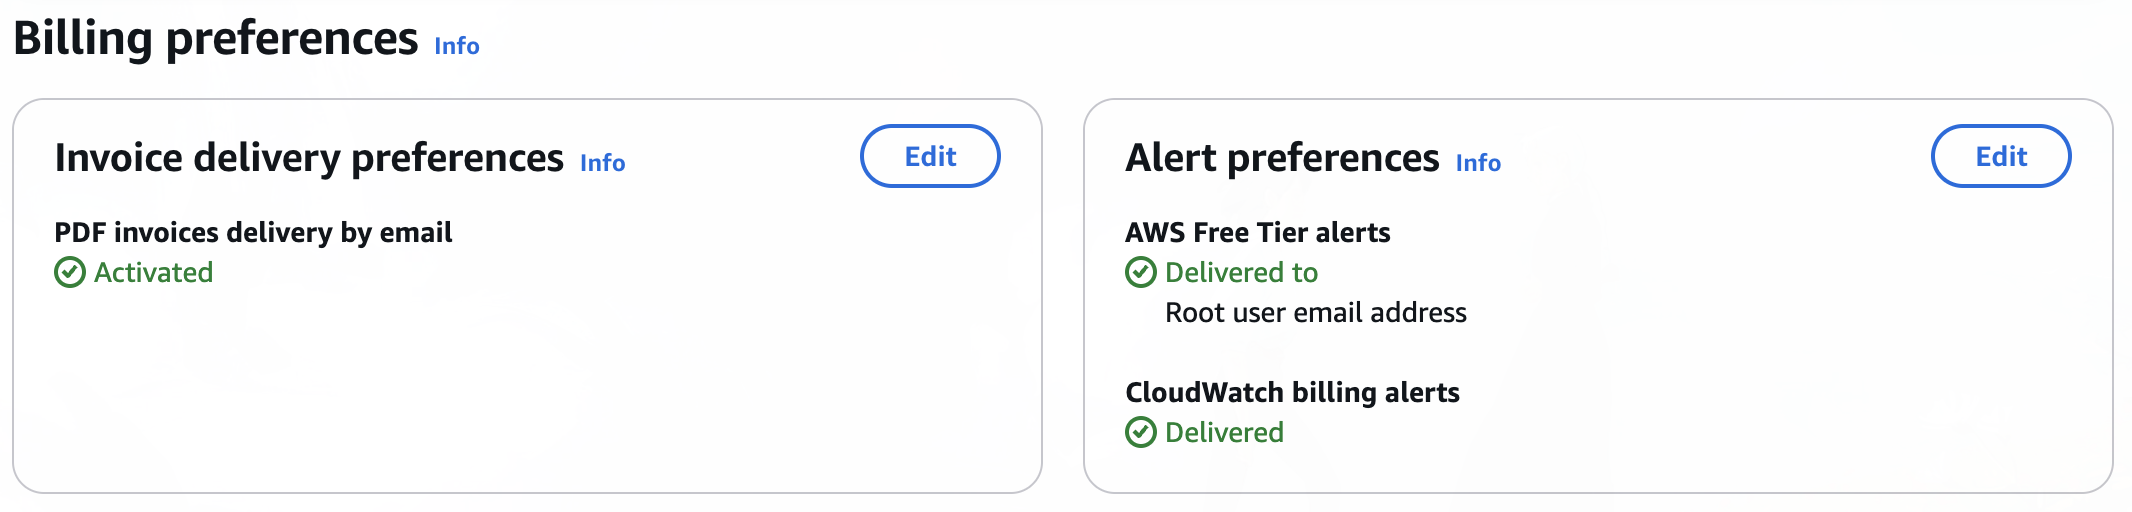 Billing preferences Info
Invoice delivery preferences Info
Edit
PDF invoices delivery by email
Activated
Alert preferences Info
Edit
AWS Free Tier alerts
Delivered to
Root user email address
CloudWatch billing alerts
Delivered